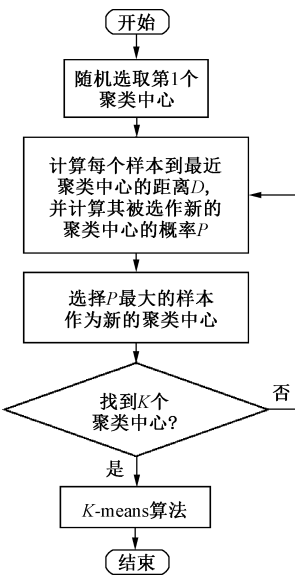 开始
随机选取第1个
聚类中心
计算每个样本到最近
聚类中心的距离D,
并计算其被选作新的
聚类中心的概率P
选择P最大的样本
作为新的聚类中心
找到K个
聚类中心?
否
是
K-means算法
结束